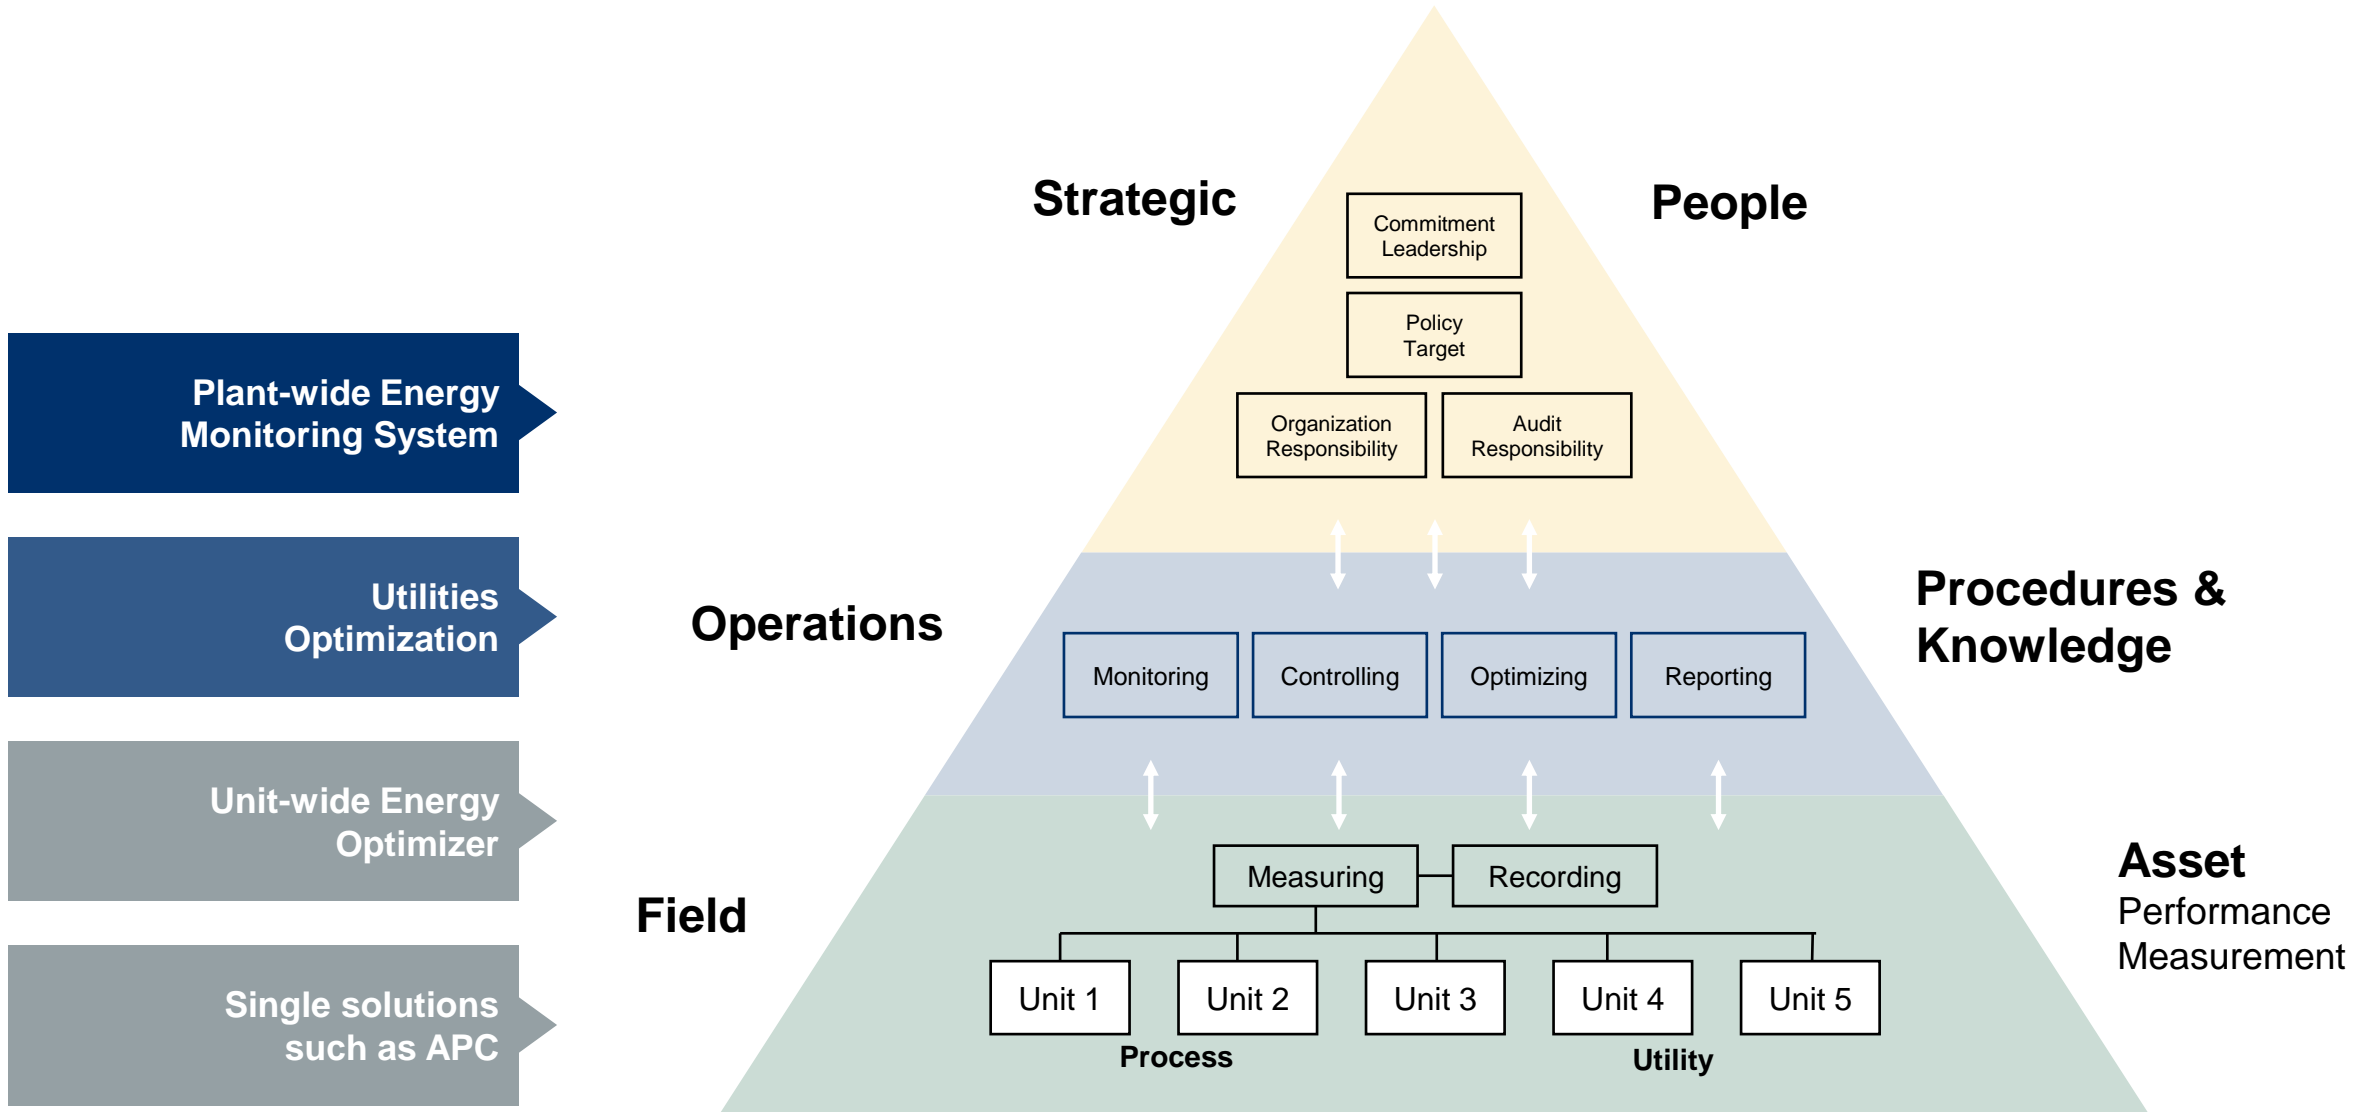 Strategic
People
Commitment
Leadership
Policy
Target
Organization
Responsibility
Audit
Responsibility
Plant-wide Energy
Monitoring System
Utilities
Optimization
Unit-wide Energy
Optimizer
Single solutions
such as APC
Operations
Procedures &
Knowledge
Monitoring
Controlling
Optimizing
Reporting
Field
Asset
Performance
Measurement
Measuring
Recording
Unit 1
Unit 2
Unit 3
Unit 4
Unit 5
Process
Utility